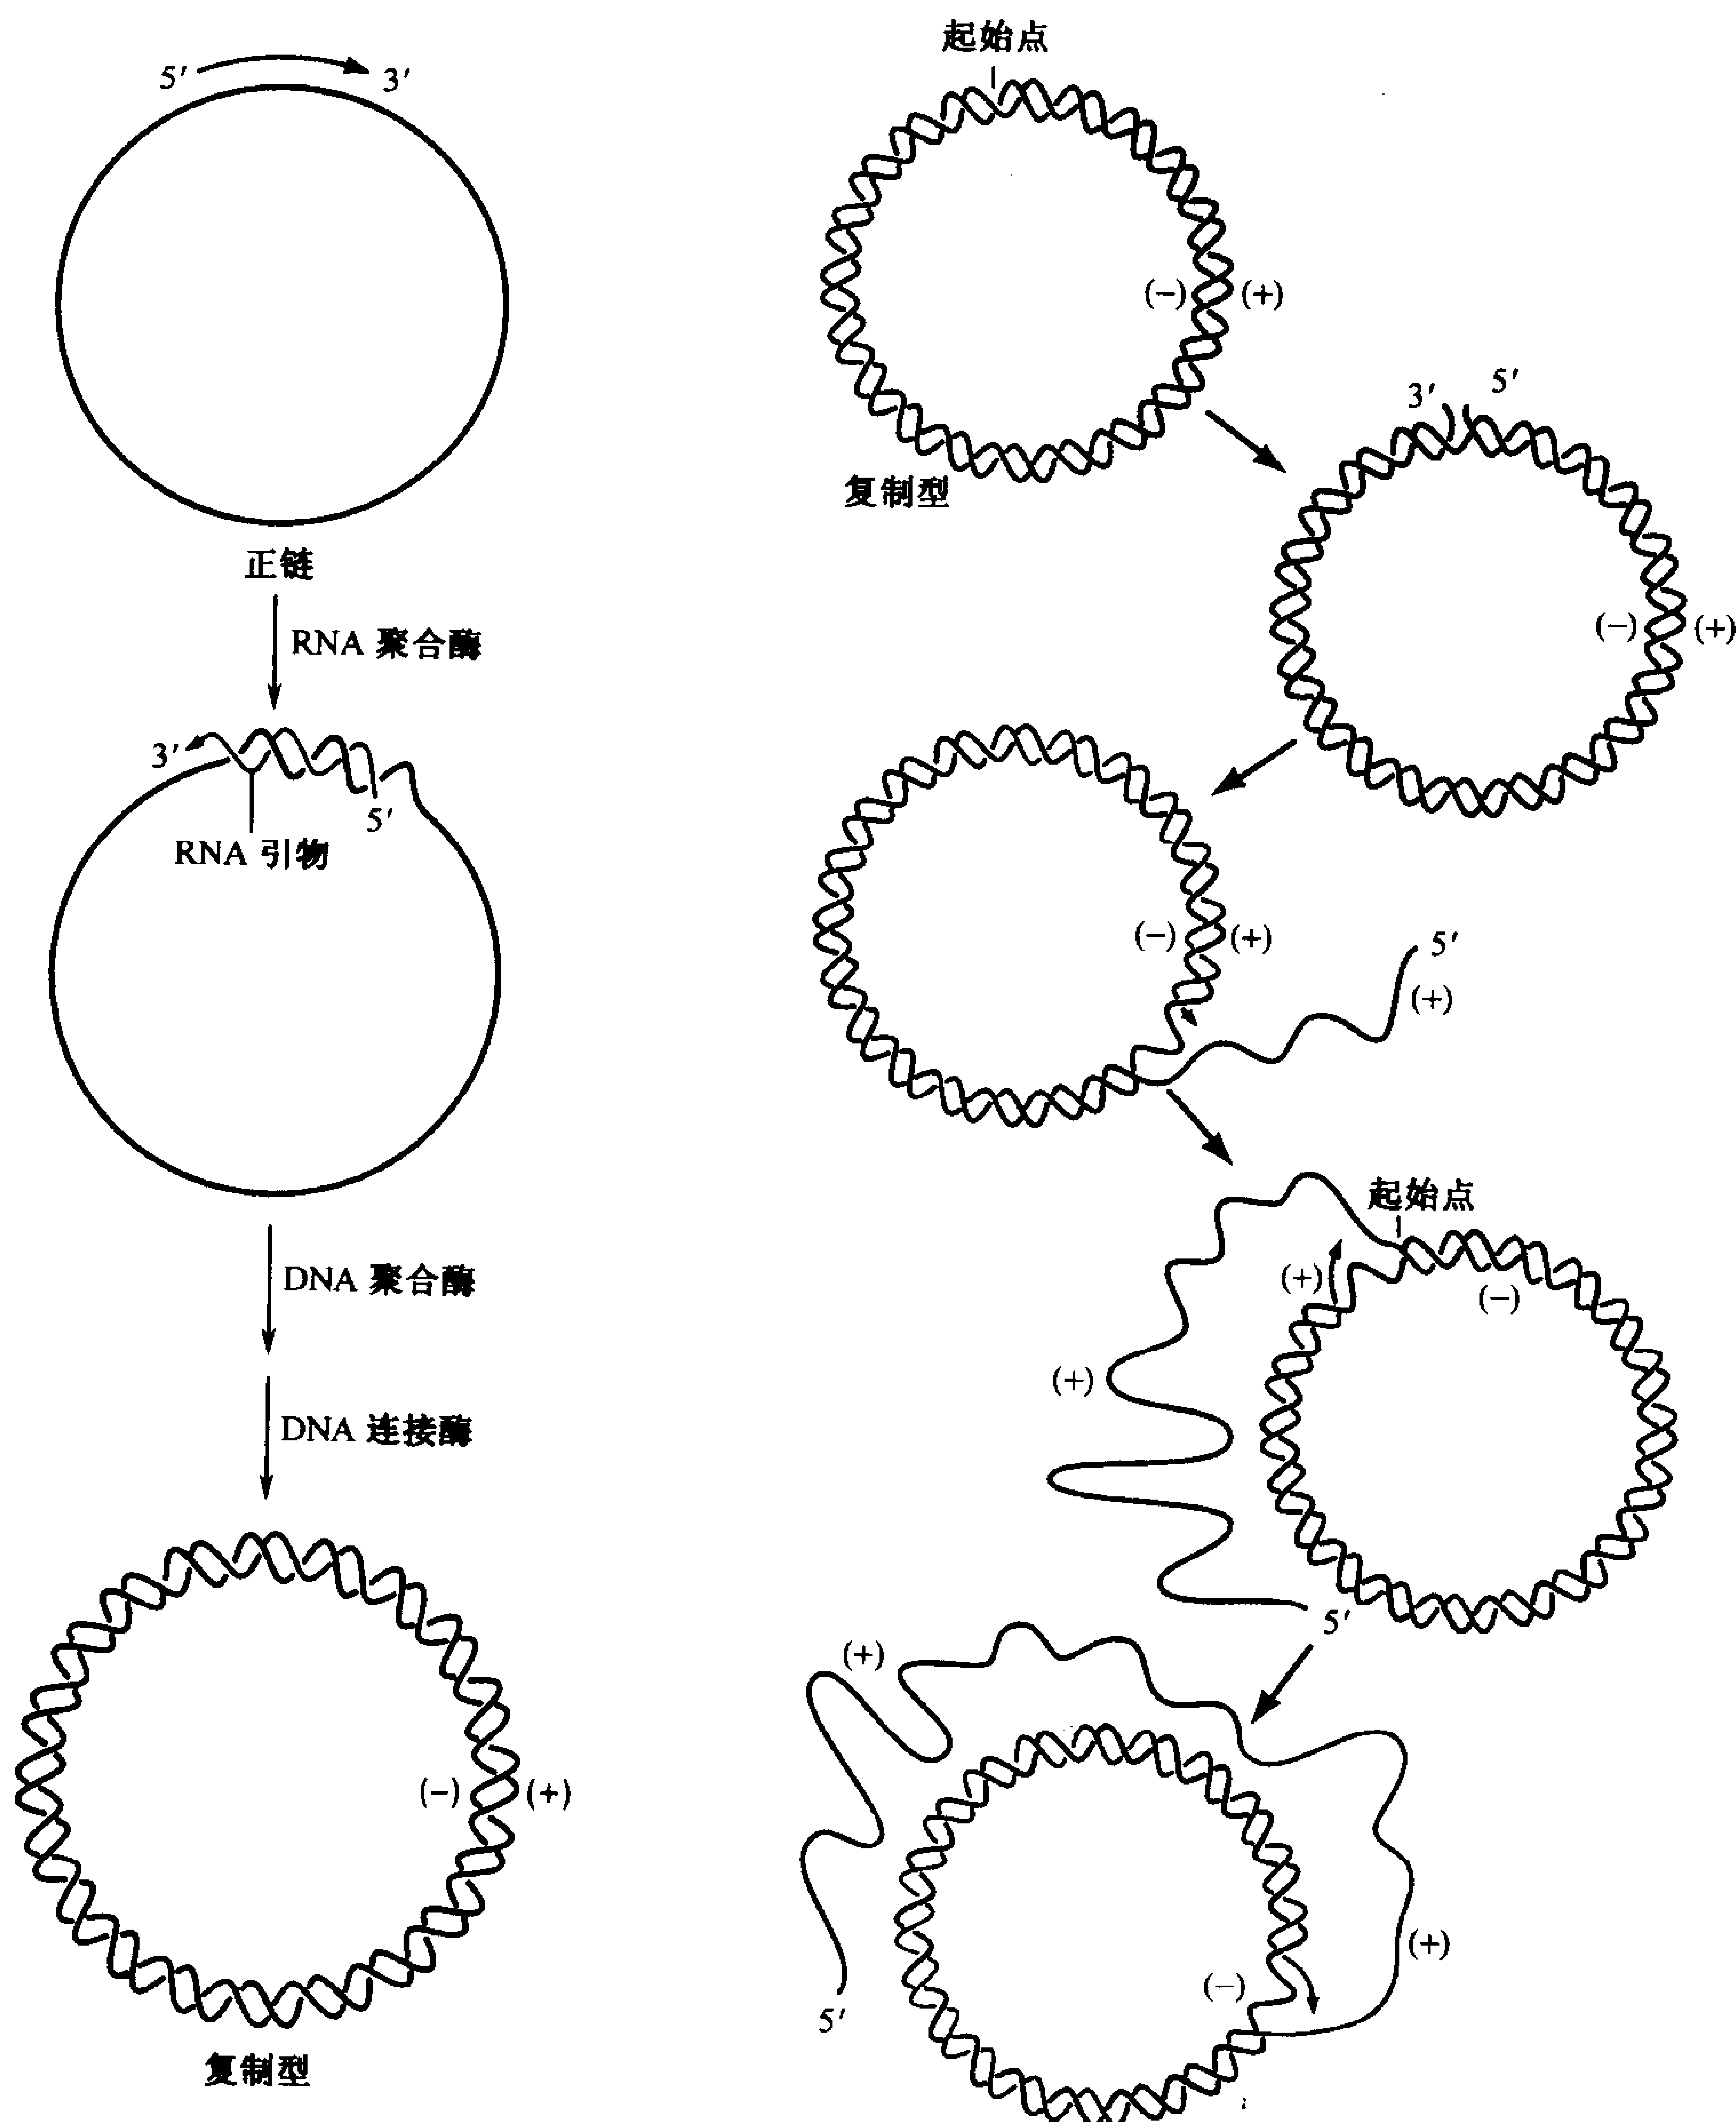 5′
3′
正链
RNA 聚合酶
3′
5′
RNA 引物
DNA 聚合酶
DNA 连接酶
(−)
(+)
复制型
起始点
(−)
(+)
复制型
3′
5′
(−)
(+)
(−)
(+)
5′
(+)
起始点
(+)
(−)
(+)
5′
(+)
(+)
(−)
5′